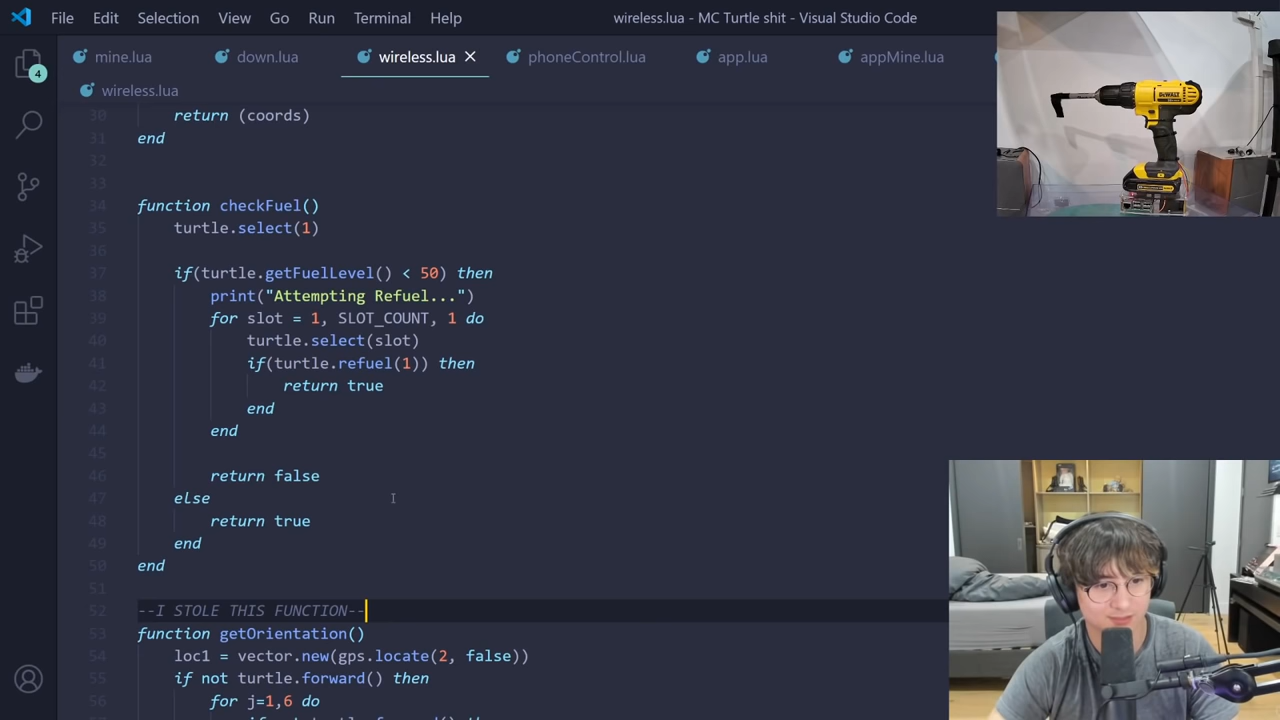 File Edit Selection View Go Run Terminal Help wireless.lua - MC Turtle shit - Visual Studio Code
mine.lua down.lua wireless.lua phoneControl.lua app.lua appMine.lua
wireless.lua
4
30 return (coords)
31 end
32
33
34 function checkFuel()
35 turtle.select(1)
36
37 if(turtle.getFuelLevel() < 50) then
38 print("Attempting Refuel...")
39 for slot = 1, SLOT_COUNT, 1 do
40 turtle.select(slot)
41 if(turtle.refuel(1)) then
42 return true
43 end
44 end
45
46 return false
47 else
48 return true
49 end
50 end
51
52 --I STOLE THIS FUNCTION--
53 function getOrientation()
54 loc1 = vector.new(gps.locate(2, false))
55 if not turtle.forward() then
56 for j=1,6 do
DEWALT